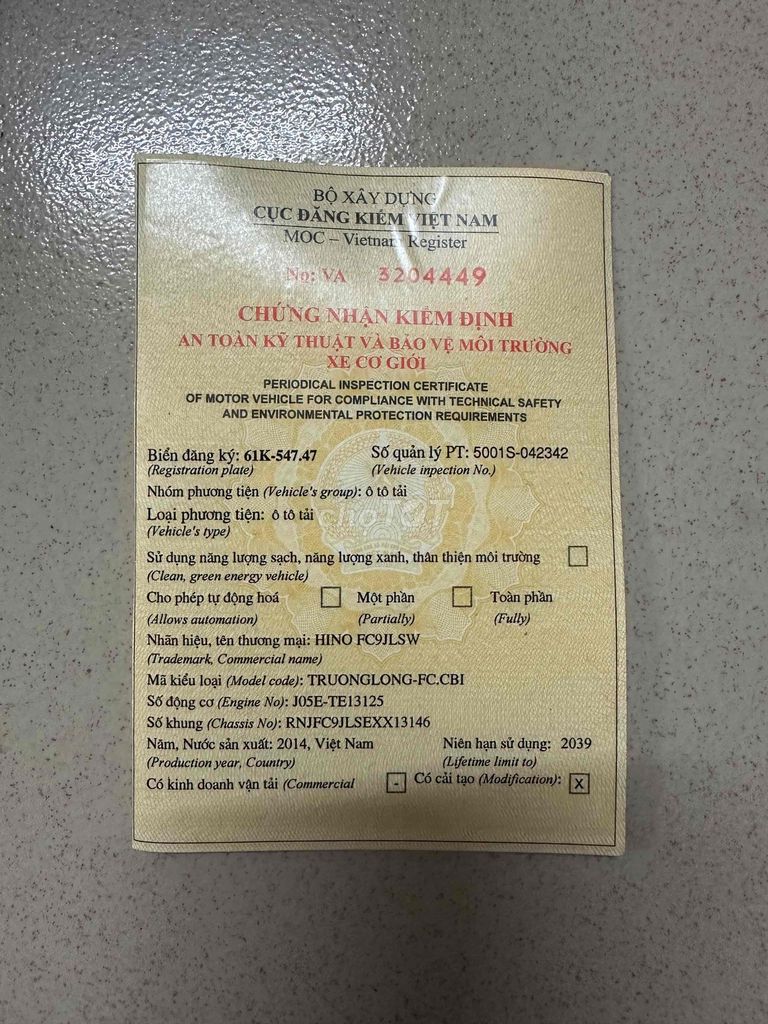 BỘ XÂY DỰNG
CỤC ĐĂNG KIỂM VIỆT NAM
MOC – Vietnam Register
No: VA 3204449
CHỨNG NHẬN KIỂM ĐỊNH
AN TOÀN KỸ THUẬT VÀ BẢO VỆ MÔI TRƯỜNG
XE CƠ GIỚI
PERIODICAL INSPECTION CERTIFICATE
OF MOTOR VEHICLE FOR COMPLIANCE WITH TECHNICAL SAFETY
AND ENVIRONMENTAL PROTECTION REQUIREMENTS
Biển đăng ký: 61K-547.47 Số quản lý PT: 5001S-042342
(Registration plate) (Vehicle inpection No.)
Nhóm phương tiện (Vehicle's group): ô tô tải
Loại phương tiện: ô tô tải
(Vehicle's type)
chợ TỐT
Sử dụng năng lượng sạch, năng lượng xanh, thân thiện môi trường
(Clean, green energy vehicle)
Cho phép tự động hoá Một phần Toàn phần
(Allows automation) (Partially) (Fully)
Nhãn hiệu, tên thương mại: HINO FC9JLSW
(Trademark, Commercial name)
Mã kiểu loại (Model code): TRUONGLONG-FC.CBI
Số động cơ (Engine No): J05E-TE13125
Số khung (Chassis No): RNJFC9JLSEXX13146
Năm, Nước sản xuất: 2014, Việt Nam Niên hạn sử dụng: 2039
(Production year, Country) (Lifetime limit to)
Có kinh doanh vận tải (Commercial - Có cải tạo (Modification): X